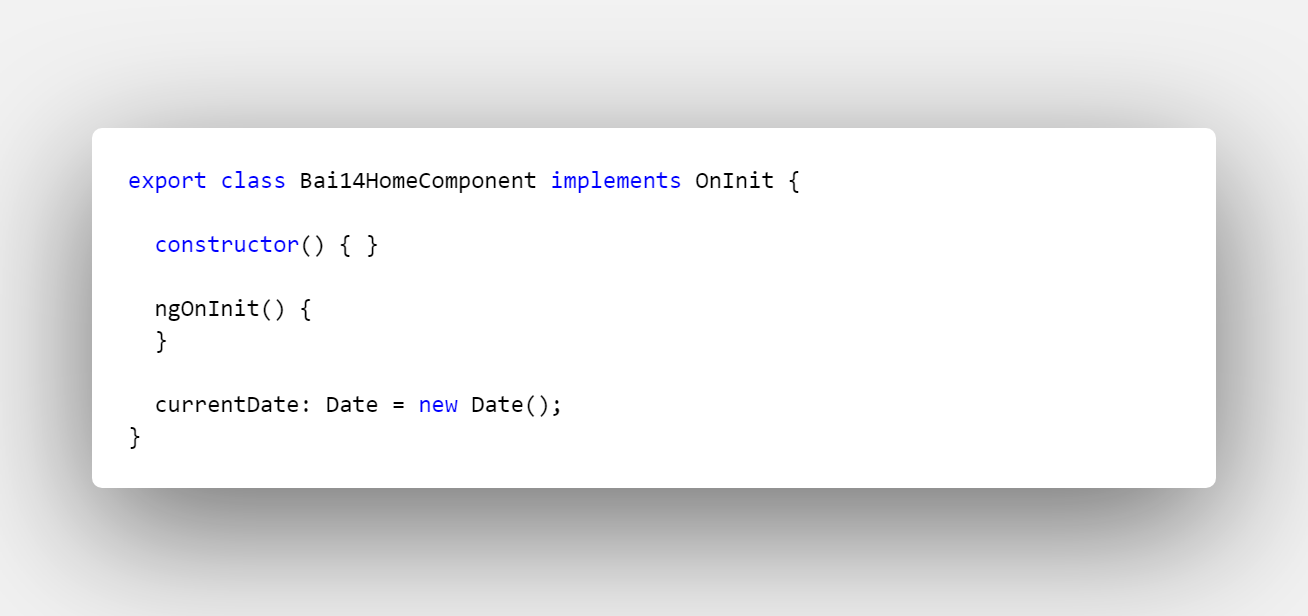 export class Bai14HomeComponent implements OnInit {
constructor() { }
ngOnInit() {
}
currentDate: Date = new Date();
}